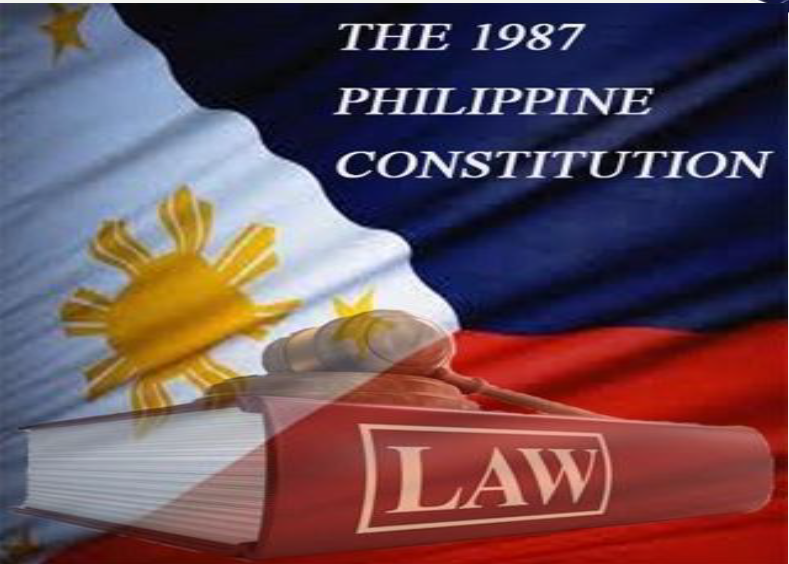 THE 1987
PHILIPPINE
CONSTITUTION
LAW